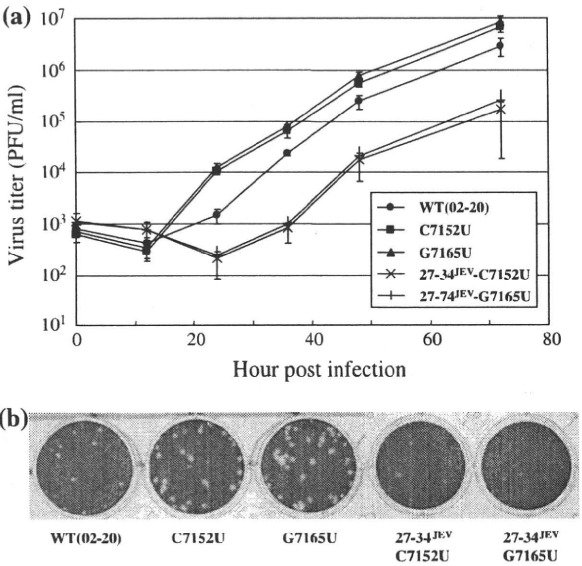 (a)
Virus titer (PFU/ml)
10⁷
10⁶
10⁵
10⁴
10³
10²
10¹
0
20
40
60
80
Hour post infection
WT(02-20)
C7152U
G7165U
27-34ᴶᴱⱽ-C7152U
27-74ᴶᴱⱽ-G7165U
(b)
WT(02-20)
C7152U
G7165U
27-34ᴶᴱⱽ
C7152U
27-34ᴶᴱⱽ
G7165U